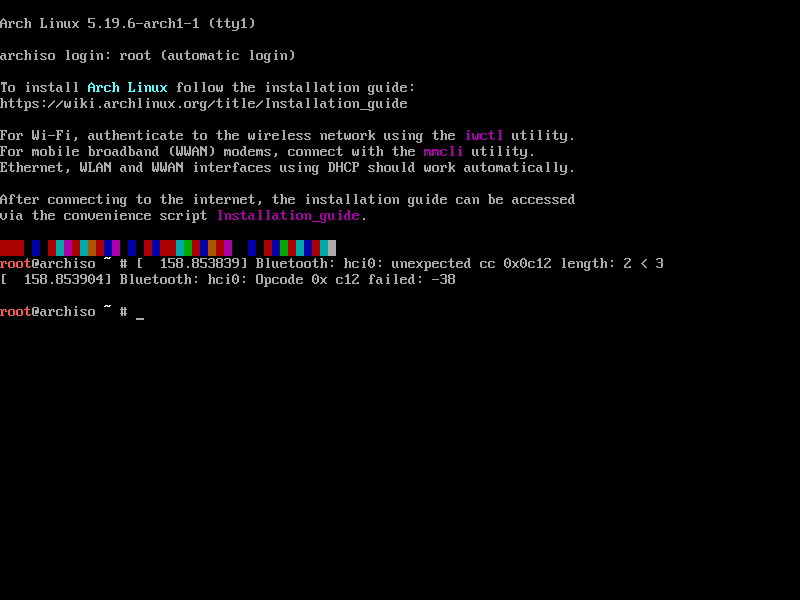 Arch Linux 5.19.6-arch1-1 (tty1)
archiso login: root (automatic login)
To install Arch Linux follow the installation guide:
https://wiki.archlinux.org/title/Installation_guide
For Wi-Fi, authenticate to the wireless network using the iwctl utility.
For mobile broadband (WWAN) modems, connect with the mmcli utility.
Ethernet, WLAN and WWAN interfaces using DHCP should work automatically.
After connecting to the internet, the installation guide can be accessed
via the convenience script Installation_guide.
root@archiso ~ # [  158.853839] Bluetooth: hci0: unexpected cc 0x0c12 length: 2 < 3
[  158.853904] Bluetooth: hci0: Opcode 0x c12 failed: -38
root@archiso ~ # _